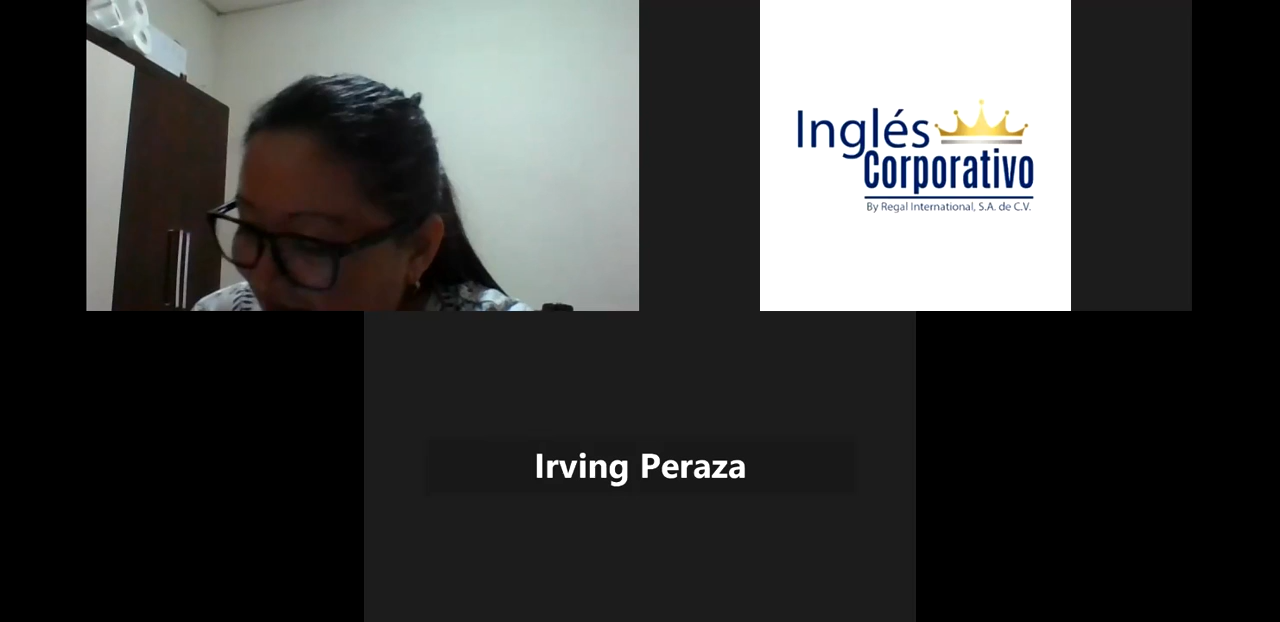 Inglés
Corporativo
By Regal International, S.A. de C.V.
Irving Peraza